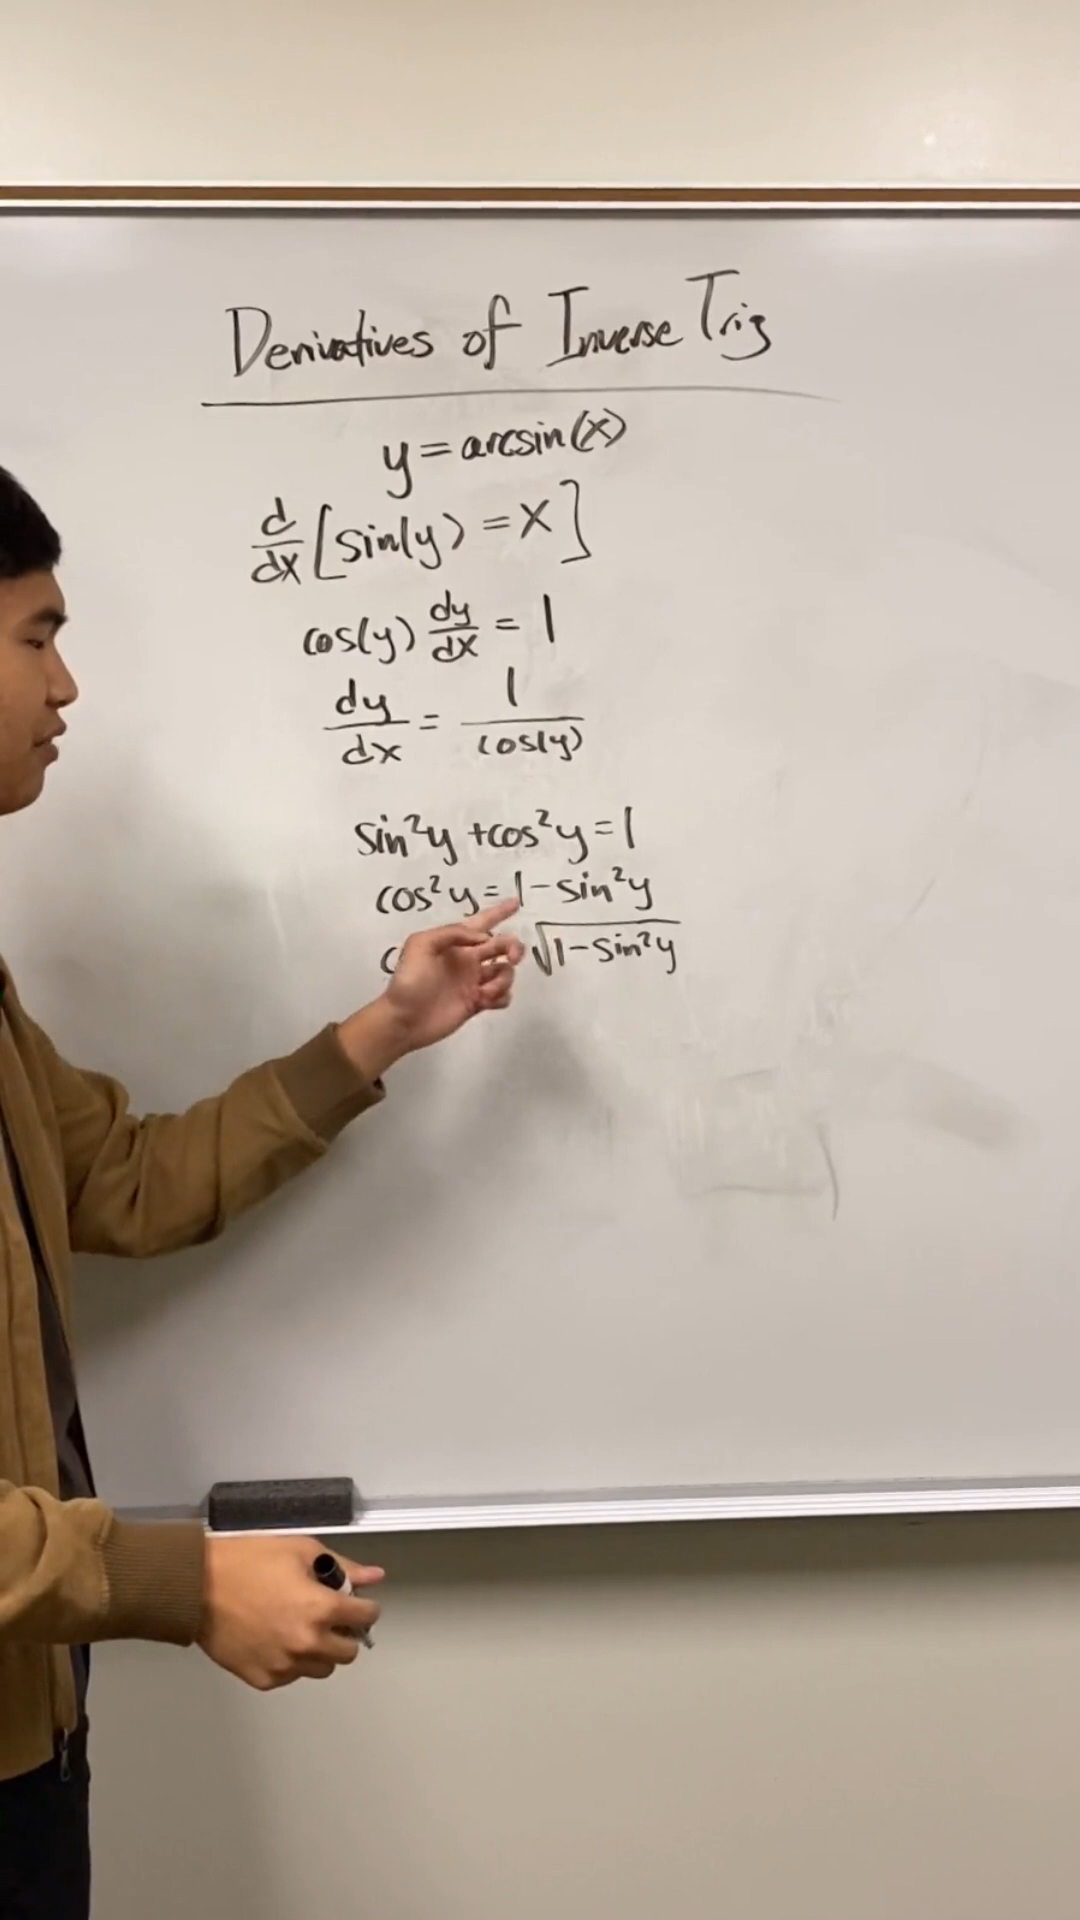 Derivatives of Inverse Trig
y = arcsin(x)
d/dx [sin(y) = x]
cos(y) dy/dx = 1
dy/dx = 1/cos(y)
sin²y + cos²y = 1
cos²y = 1 - sin²y
√1 - sin²y